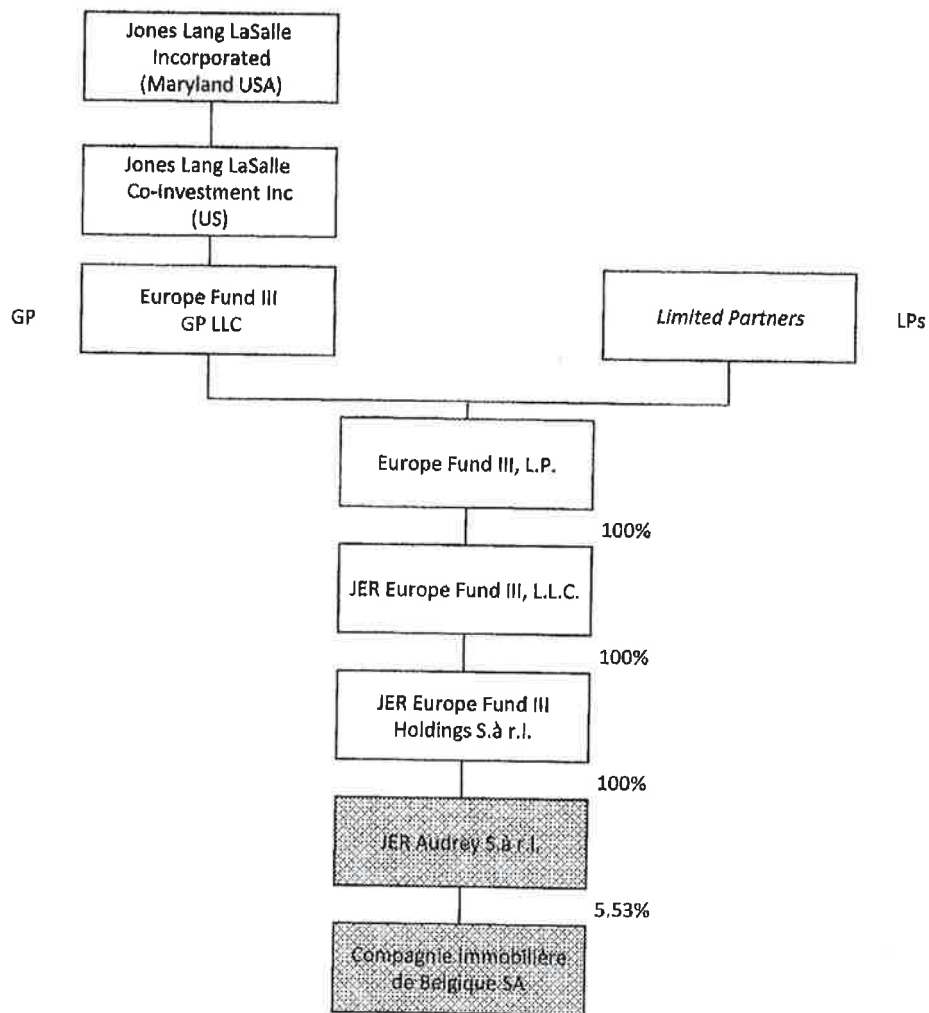 Jones Lang LaSalle
Incorporated
(Maryland USA)
Jones Lang LaSalle
Co-investment Inc
(US)
GP
Europe Fund III
GP LLC
Limited Partners
LPs
Europe Fund III, L.P.
100%
JER Europe Fund III, L.L.C.
100%
JER Europe Fund III
Holdings S.à r.l.
100%
JER Audrey S.à r.l.
5.53%
Compagnie Immobilière
de Belgique SA